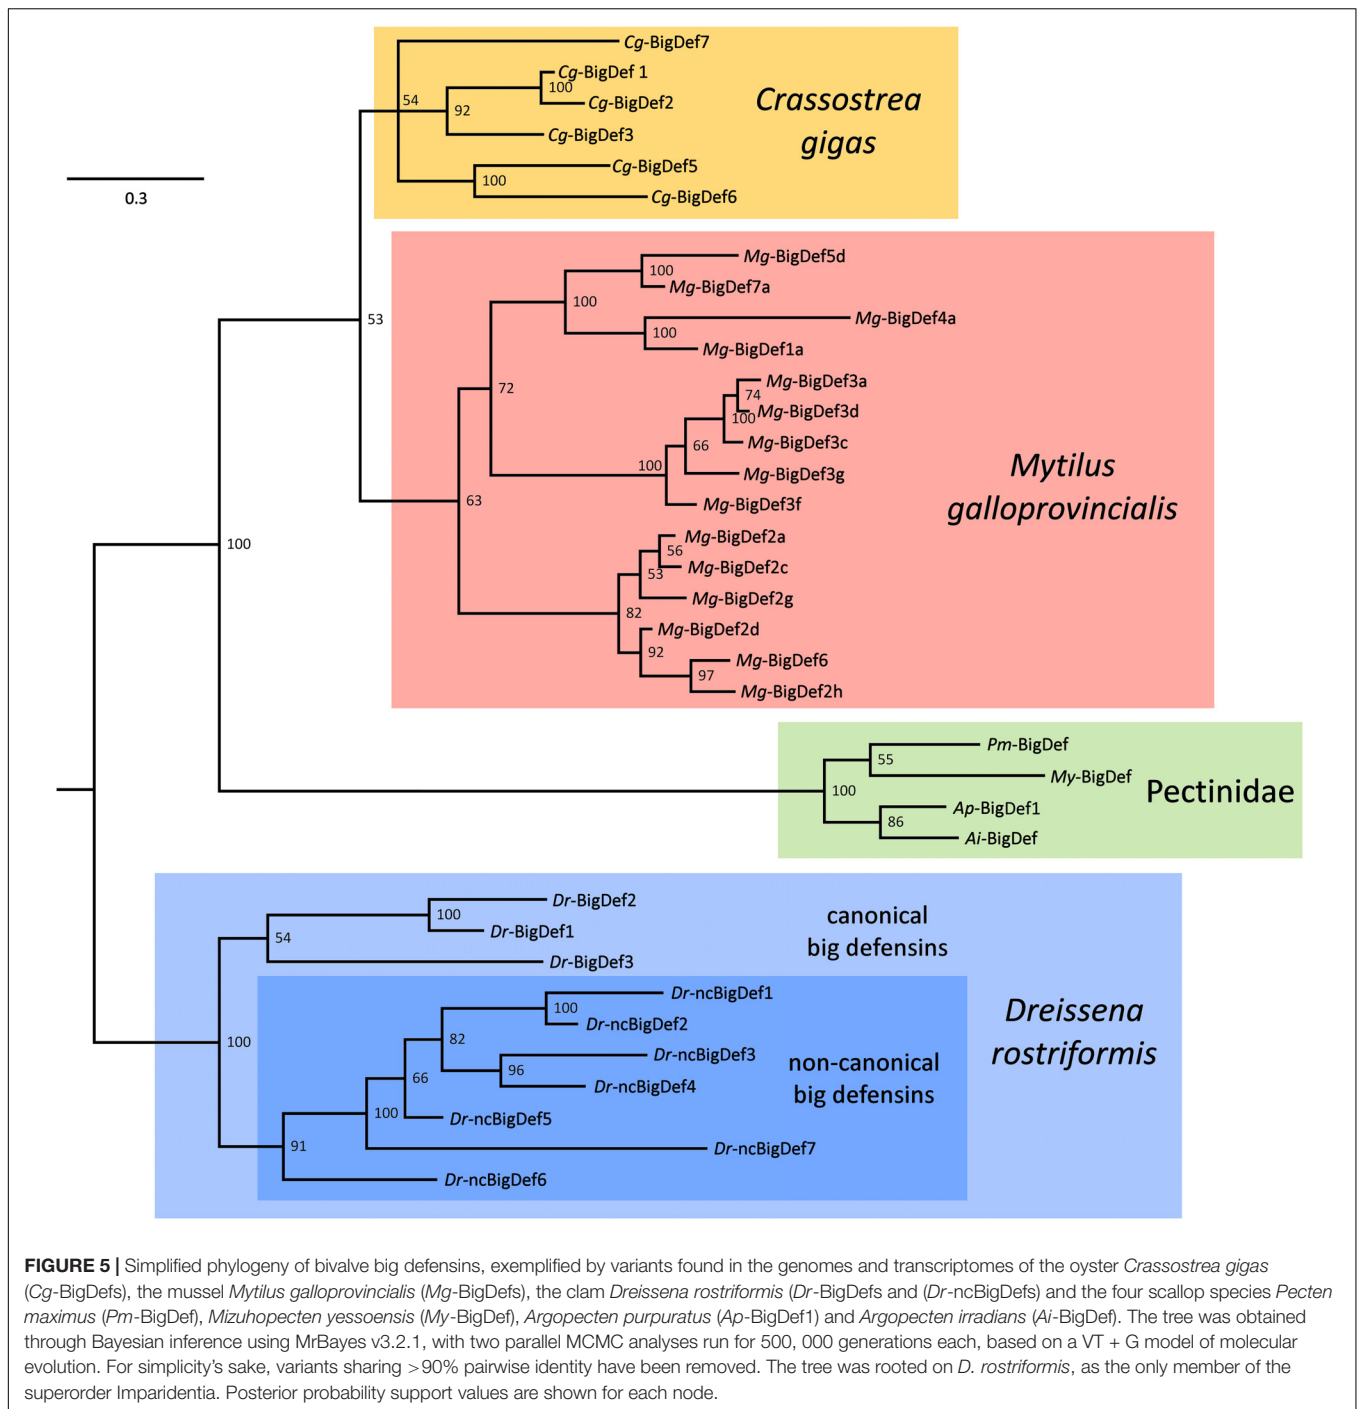 Cg-BigDef7
Cg-BigDef 1
100
54
Cg-BigDef2
92
Cg-BigDef3
Cg-BigDef5
100
Cg-BigDef6
Crassostrea
gigas
0.3
53
Mg-BigDef5d
100
Mg-BigDef7a
100
Mg-BigDef4a
100
Mg-BigDef1a
72
Mg-BigDef3a
74
Mg-BigDef3d
100
Mg-BigDef3c
66
100
Mg-BigDef3g
Mg-BigDef3f
63
Mg-BigDef2a
56
Mg-BigDef2c
53
Mg-BigDef2g
82
Mg-BigDef2d
92
Mg-BigDef6
97
Mg-BigDef2h
Mytilus
galloprovincialis
100
Pm-BigDef
55
My-BigDef
100
Ap-BigDef1
86
Ai-BigDef
Pectinidae
Dr-BigDef2
100
Dr-BigDef1
54
Dr-BigDef3
canonical
big defensins
100
Dr-ncBigDef1
100
Dr-ncBigDef2
82
Dr-ncBigDef3
96
66
Dr-ncBigDef4
100
Dr-ncBigDef5
91
Dr-ncBigDef7
Dr-ncBigDef6
non-canonical
big defensins
Dreissena
rostriformis
FIGURE 5 | Simplified phylogeny of bivalve big defensins, exemplified by variants found in the genomes and transcriptomes of the oyster Crassostrea gigas
(Cg-BigDefs), the mussel Mytilus galloprovincialis (Mg-BigDefs), the clam Dreissena rostriformis (Dr-BigDefs and (Dr-ncBigDefs) and the four scallop species Pecten
maximus (Pm-BigDef), Mizuhopecten yessoensis (My-BigDef), Argopecten purpuratus (Ap-BigDef1) and Argopecten irradians (Ai-BigDef). The tree was obtained
through Bayesian inference using MrBayes v3.2.1, with two parallel MCMC analyses run for 500, 000 generations each, based on a VT + G model of molecular
evolution. For simplicity's sake, variants sharing >90% pairwise identity have been removed. The tree was rooted on D. rostriformis, as the only member of the
superorder Imparidentia. Posterior probability support values are shown for each node.